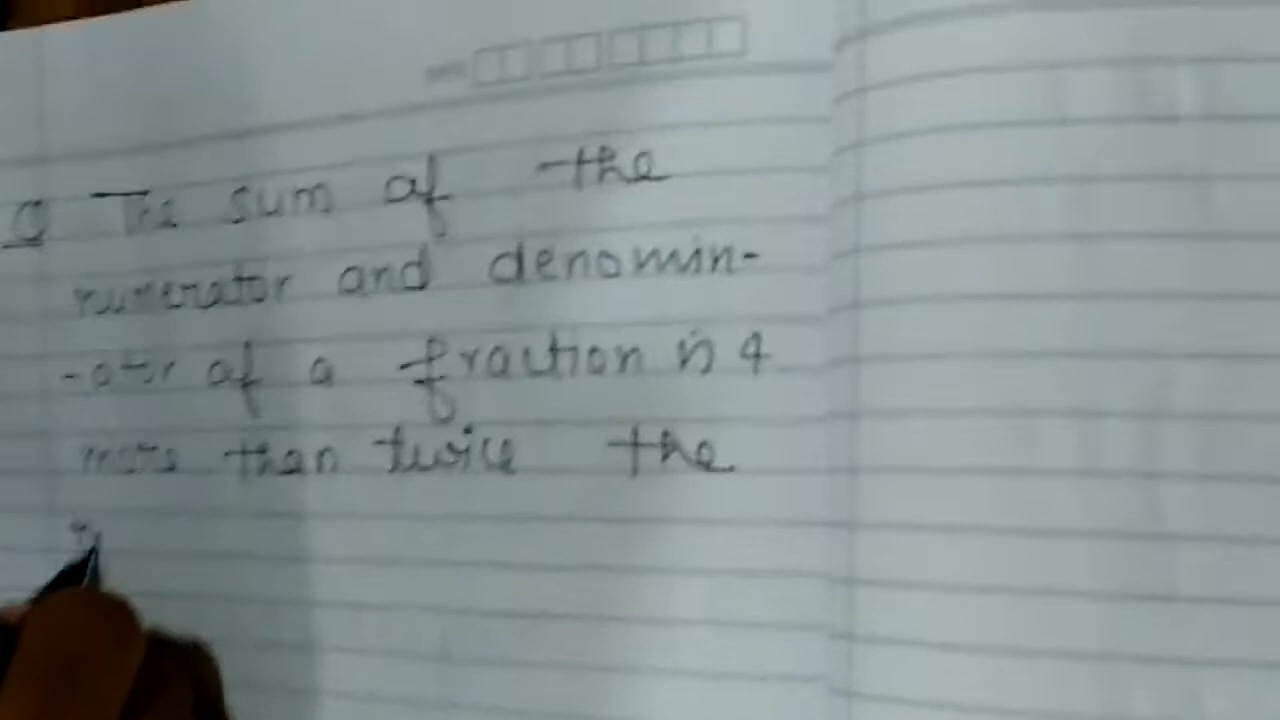 Q The sum of the
numerator and denomin-
-ator of a fraction is 4
more than twice the